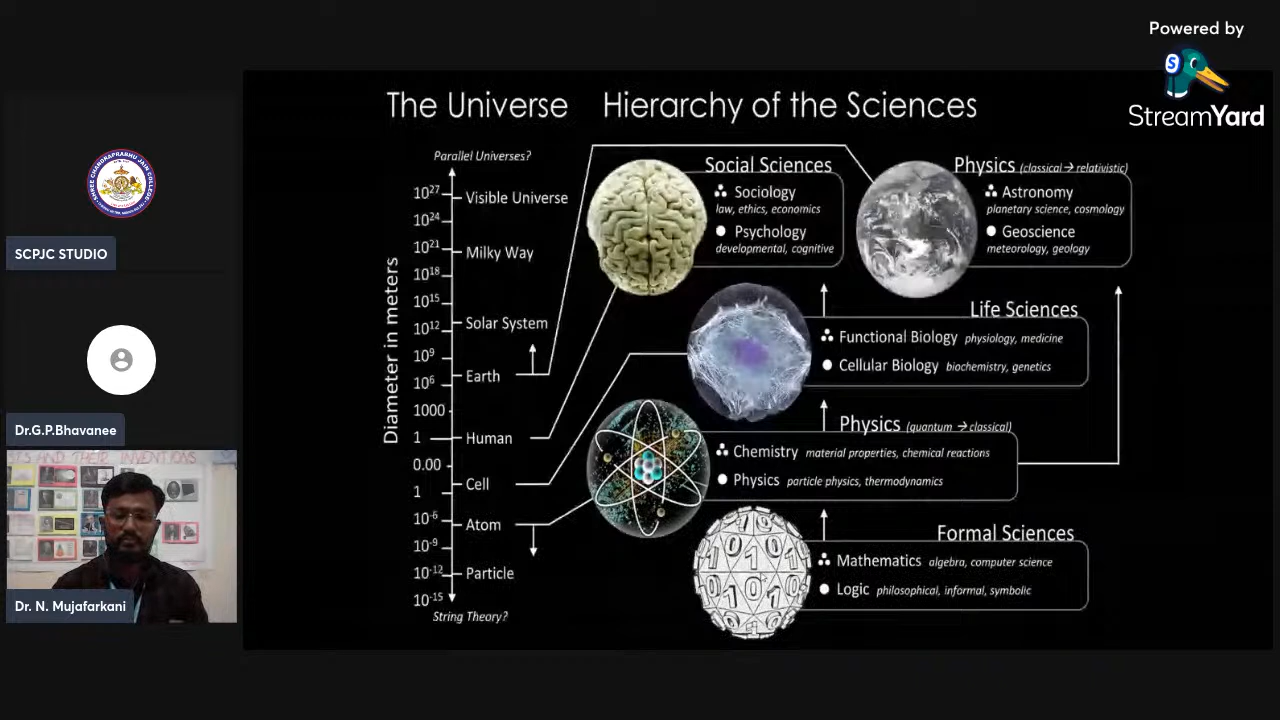 Powered by
StreamYard
SCPJC STUDIO
Dr.G.P.Bhavanee
Dr. N. Mujafarkani
The Universe
Hierarchy of the Sciences
Diameter in meters
Parallel Universes?
10²⁷
Visible Universe
10²⁴
10²¹
Milky Way
10¹⁸
10¹⁵
Solar System
10¹²
10⁹
Earth
10⁶
1000
1
Human
0.00
Cell
1
10⁻⁶
Atom
10⁻⁹
10⁻¹²
Particle
10⁻¹⁵
String Theory?
Social Sciences
Sociology
law, ethics, economics
Psychology
developmental, cognitive
Physics (classical → relativistic)
Astronomy
planetary science, cosmology
Geoscience
meteorology, geology
Life Sciences
Functional Biology physiology, medicine
Cellular Biology biochemistry, genetics
Physics (quantum → classical)
Chemistry material properties, chemical reactions
Physics particle physics, thermodynamics
Formal Sciences
Mathematics algebra, computer science
Logic philosophical, informal, symbolic